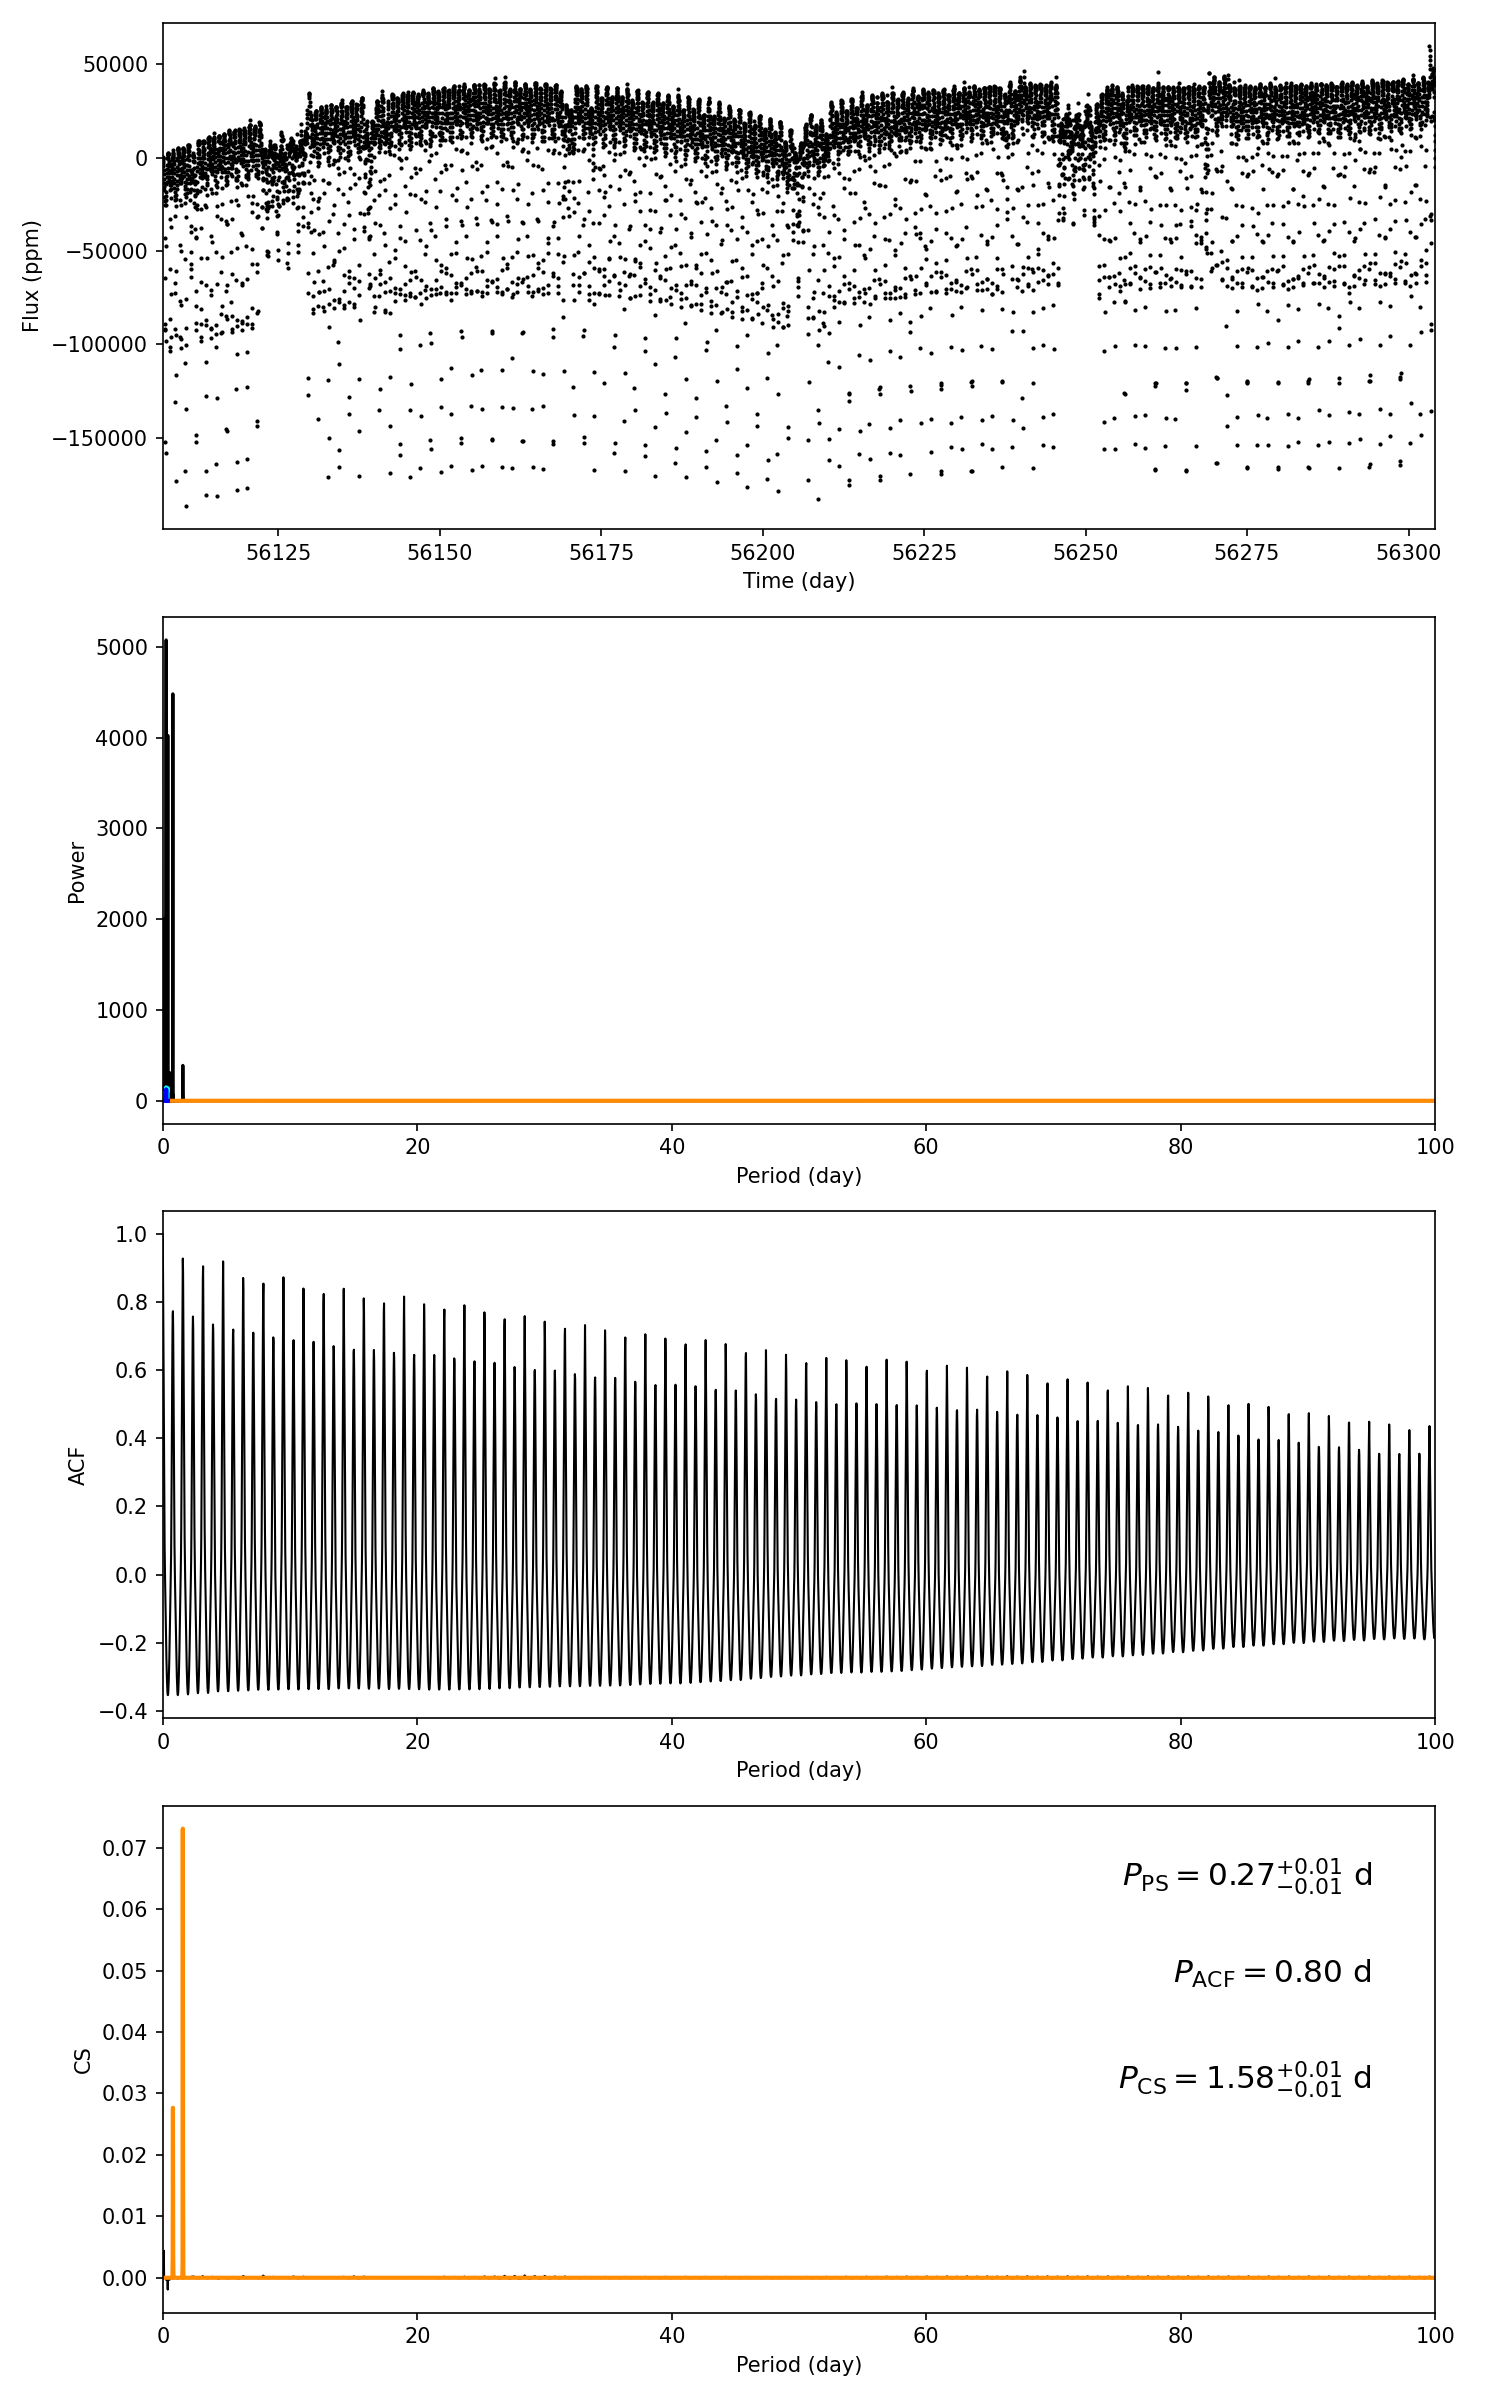 50000
0
−50000
−100000
−150000
Flux (ppm)
56125 56150 56175 56200 56225 56250 56275 56300
Time (day)
5000
4000
3000
2000
1000
0
Power
0 20 40 60 80 100
Period (day)
1.0
0.8
0.6
0.4
0.2
0.0
−0.2
−0.4
ACF
0 20 40 60 80 100
Period (day)
0.07
0.06
0.05
0.04
0.03
0.02
0.01
0.00
CS
P_PS = 0.27 +0.01 −0.01 d
P_ACF = 0.80 d
P_CS = 1.58 +0.01 −0.01 d
0 20 40 60 80 100
Period (day)